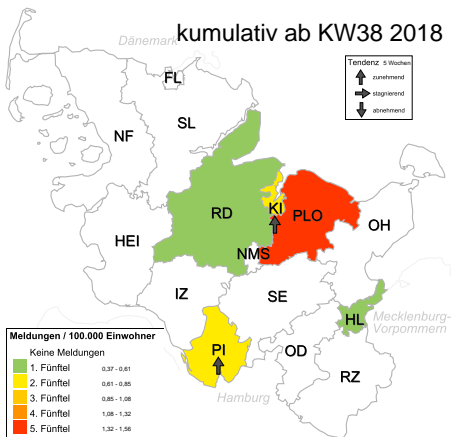 kumulativ ab KW38 2018
Dänemark
Tendenz 5 Wochen
zunehmend
stagnierend
abnehmend
FL
SL
NF
RD
KI
PLO
OH
HEI
NMS
IZ
SE
HL
Mecklenburg-
Vorpommern
PI
OD
RZ
Hamburg
Meldungen / 100.000 Einwohner
Keine Meldungen
1. Fünftel 0,37 - 0,61
2. Fünftel 0,61 - 0,85
3. Fünftel 0,85 - 1,08
4. Fünftel 1,08 - 1,32
5. Fünftel 1,32 - 1,56